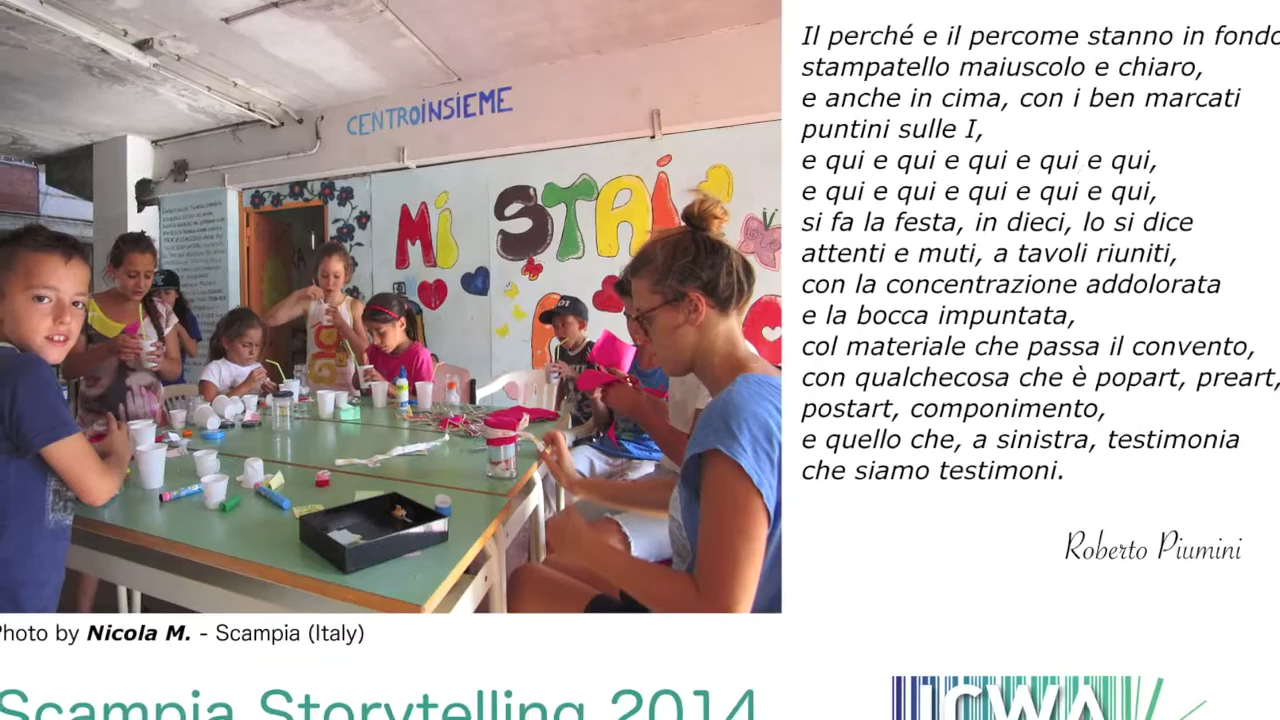 CENTROINSIEME
MI STAI
Il perché e il percome stanno in fondo
stampatello maiuscolo e chiaro,
e anche in cima, con i ben marcati
puntini sulle I,
e qui e qui e qui e qui e qui,
e qui e qui e qui e qui e qui,
si fa la festa, in dieci, lo si dice
attenti e muti, a tavoli riuniti,
con la concentrazione addolorata
e la bocca impuntata,
col materiale che passa il convento,
con qualchecosa che è popart, preart,
postart, componimento,
e quello che, a sinistra, testimonia
che siamo testimoni.
Roberto Piumini
Photo by Nicola M. - Scampia (Italy)
Scampia Storytelling 2014
ICWA